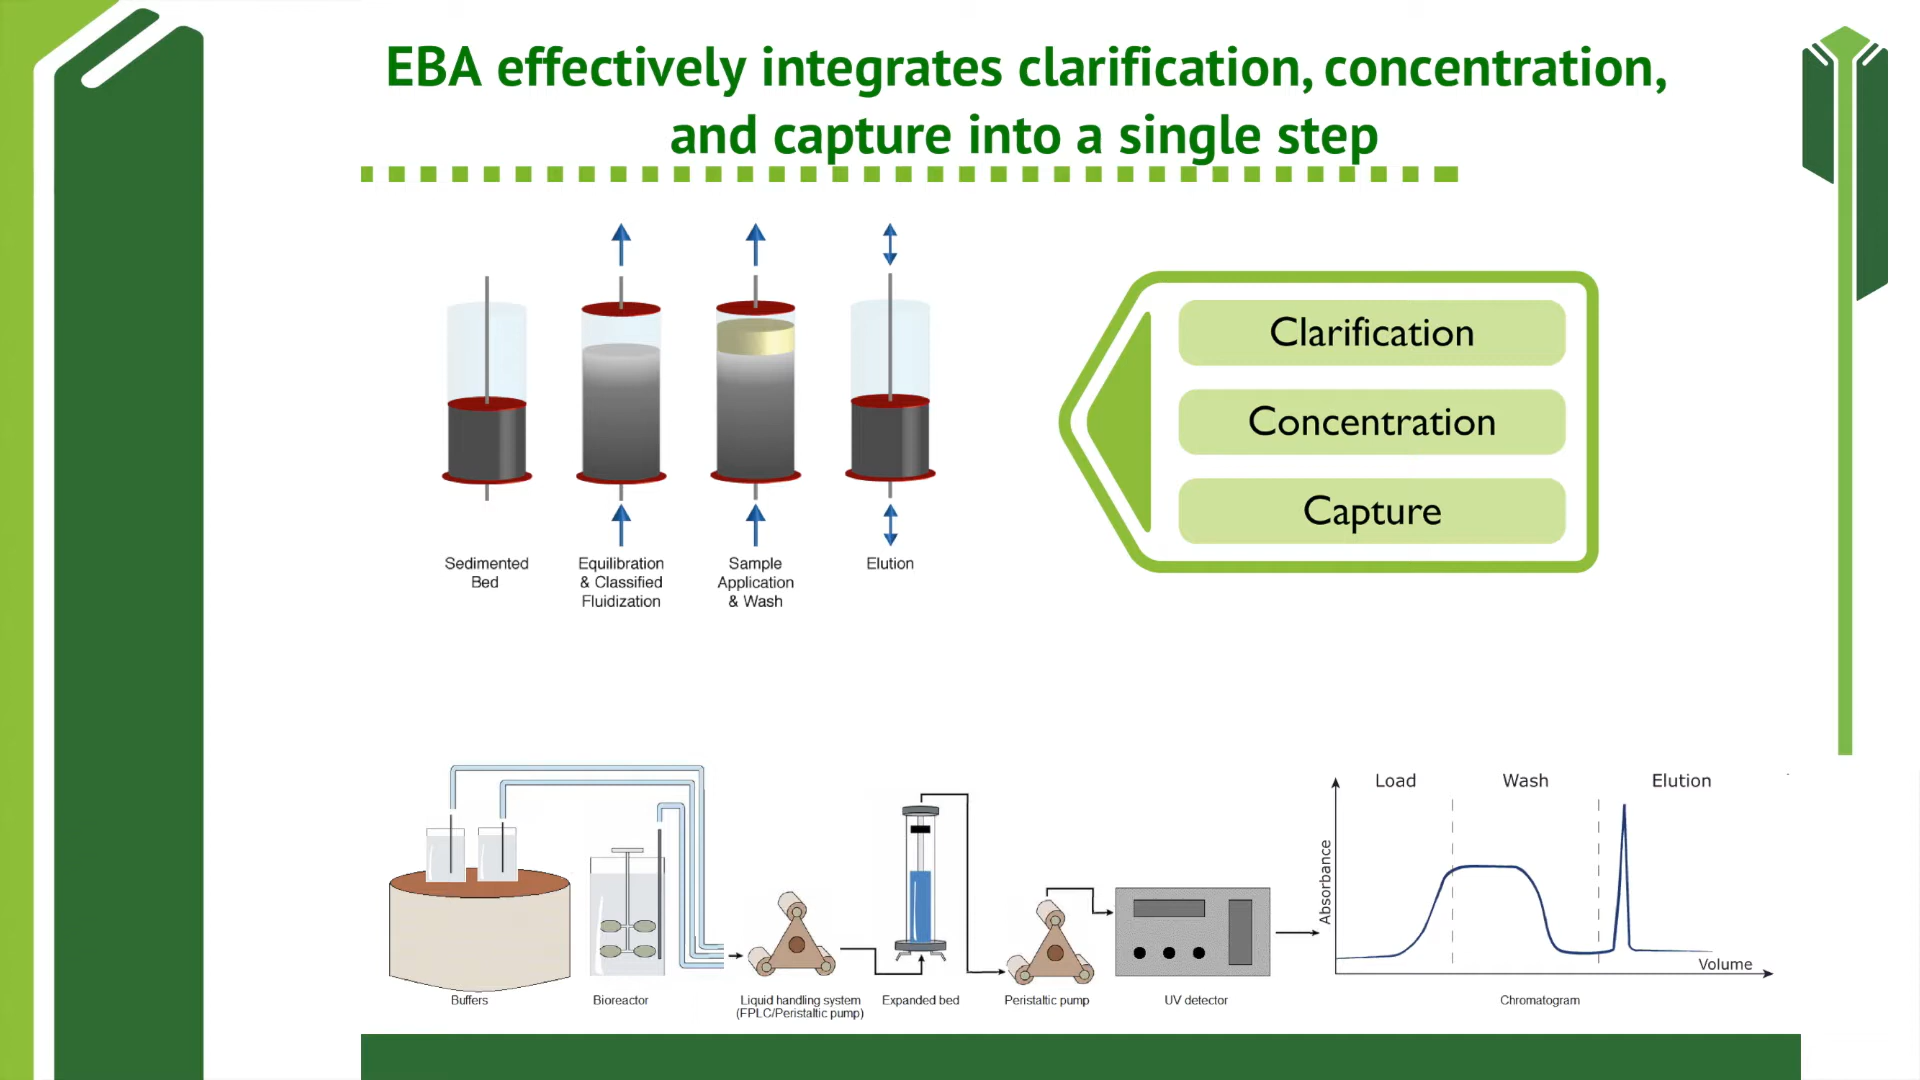 EBA effectively integrates clarification, concentration,
and capture into a single step
Clarification
Concentration
Capture
Sedimented
Bed
Equilibration
& Classified
Fluidization
Sample
Application
& Wash
Elution
Load
Wash
Elution
Absorbance
Volume
Buffers
Bioreactor
Liquid handling system
(FPLC/Peristaltic pump)
Expanded bed
Peristaltic pump
UV detector
Chromatogram